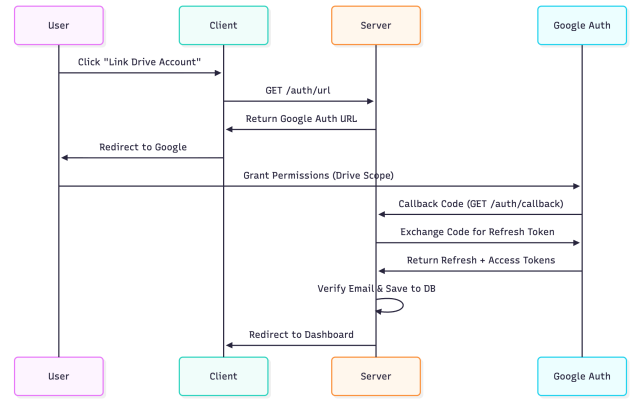 User
Client
Server
Google Auth
Click "Link Drive Account"
GET /auth/url
Return Google Auth URL
Redirect to Google
Grant Permissions (Drive Scope)
Callback Code (GET /auth/callback)
Exchange Code for Refresh Token
Return Refresh + Access Tokens
Verify Email & Save to DB
Redirect to Dashboard
User
Client
Server
Google Auth